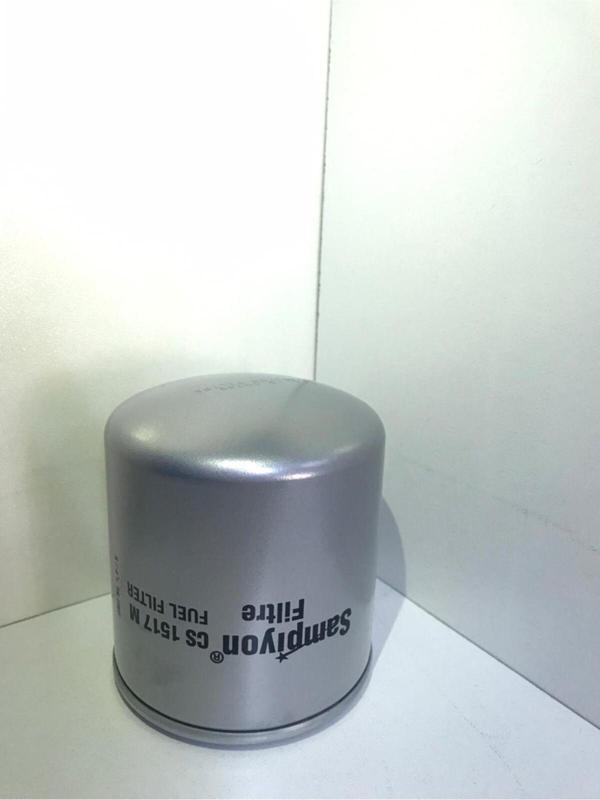 Sampiyon®
Filtre
CS 1517 M
FUEL FILTER